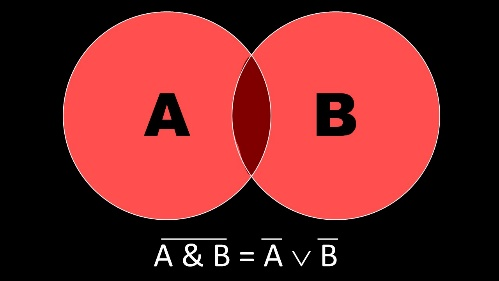 A B
A̅ ̅&̅ ̅B̅ = A̅ ∨ B̅